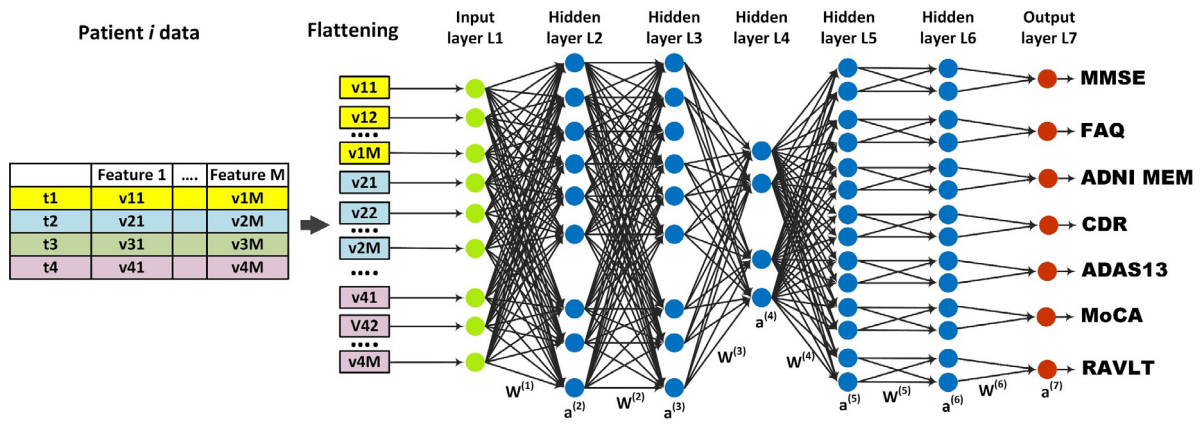 Patient i data
Feature 1 .... Feature M
t1 v11 v1M
t2 v21 v2M
t3 v31 v3M
t4 v41 v4M
Flattening
v11
v12
....
v1M
v21
v22
....
v2M
....
v41
V42
....
v4M
Input
layer L1
Hidden
layer L2
Hidden
layer L3
Hidden
layer L4
Hidden
layer L5
Hidden
layer L6
Output
layer L7
W(1)
a(2)
W(2)
a(3)
W(3)
a(4)
W(4)
a(5)
W(5)
a(6)
W(6)
a(7)
MMSE
FAQ
ADNI MEM
CDR
ADAS13
MoCA
RAVLT